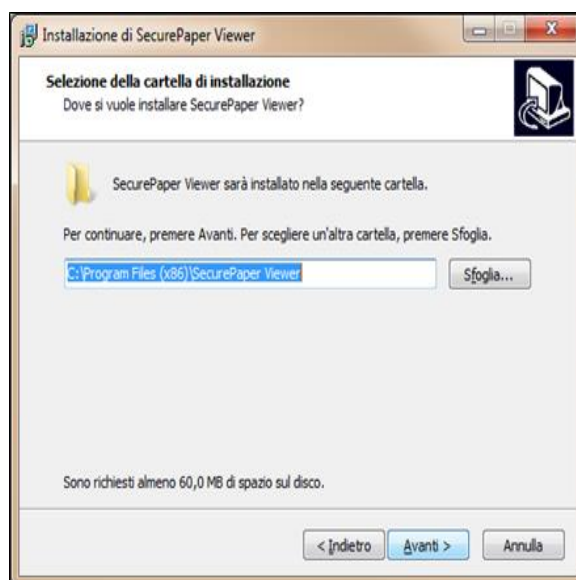 Installazione di SecurePaper Viewer
Selezione della cartella di installazione
Dove si vuole installare SecurePaper Viewer?
SecurePaper Viewer sarà installato nella seguente cartella.
Per continuare, premere Avanti. Per scegliere un'altra cartella, premere Sfoglia.
C:\Program Files (x86)\SecurePaper Viewer
Sfoglia...
Sono richiesti almeno 60,0 MB di spazio sul disco.
< Indietro Avanti > Annulla